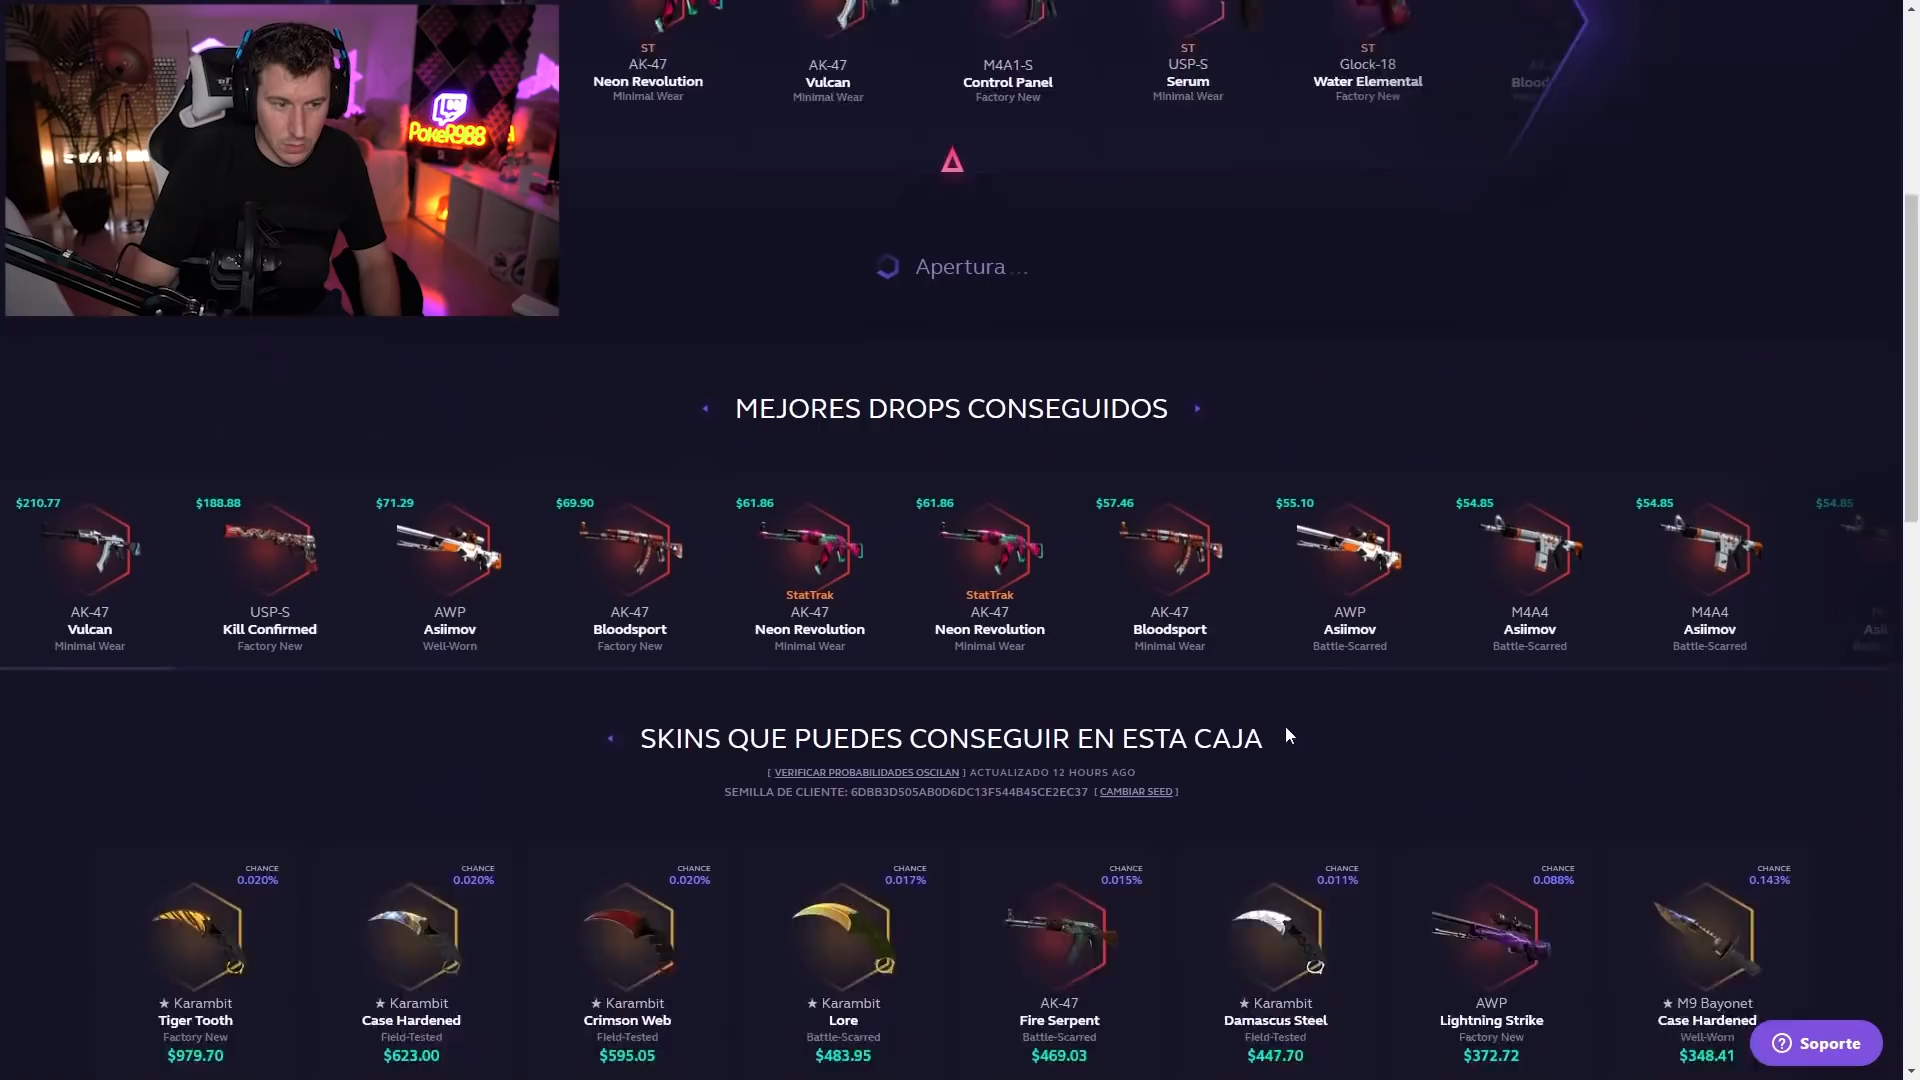 PoKeR988
ST
AK-47
Neon Revolution
Minimal Wear
AK-47
Vulcan
Minimal Wear
M4A1-S
Control Panel
Factory New
ST
USP-S
Serum
Minimal Wear
ST
Glock-18
Water Elemental
Factory New
Blood
Apertura...
MEJORES DROPS CONSEGUIDOS
$210.77
AK-47
Vulcan
Minimal Wear
$188.88
USP-S
Kill Confirmed
Factory New
$71.29
AWP
Asiimov
Well-Worn
$69.90
AK-47
Bloodsport
Factory New
$61.86
StatTrak
AK-47
Neon Revolution
Minimal Wear
$61.86
StatTrak
AK-47
Neon Revolution
Minimal Wear
$57.46
AK-47
Bloodsport
Minimal Wear
$55.10
AWP
Asiimov
Battle-Scarred
$54.85
M4A4
Asiimov
Battle-Scarred
$54.85
M4A4
Asiimov
Battle-Scarred
$54.85
SKINS QUE PUEDES CONSEGUIR EN ESTA CAJA
[ VERIFICAR PROBABILIDADES OSCILAN ] ACTUALIZADO 12 HOURS AGO
SEMILLA DE CLIENTE: 6DBB3D505AB0D6DC13F544B45CE2EC37 [ CAMBIAR SEED ]
CHANCE
0.020%
★ Karambit
Tiger Tooth
Factory New
$979.70
CHANCE
0.020%
★ Karambit
Case Hardened
Field-Tested
$623.00
CHANCE
0.020%
★ Karambit
Crimson Web
Field-Tested
$595.05
CHANCE
0.017%
★ Karambit
Lore
Battle-Scarred
$483.95
CHANCE
0.015%
AK-47
Fire Serpent
Battle-Scarred
$469.03
CHANCE
0.011%
★ Karambit
Damascus Steel
Field-Tested
$447.70
CHANCE
0.088%
AWP
Lightning Strike
Factory New
$372.72
CHANCE
0.143%
★ M9 Bayonet
Case Hardened
Well-Worn
$348.41
Soporte